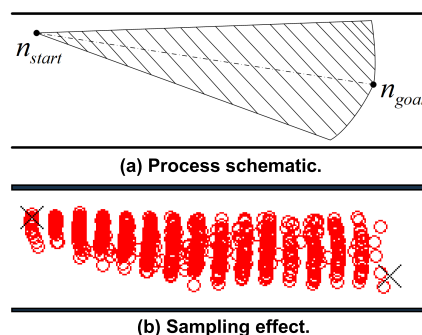 n_start
n_goal
(a) Process schematic.
(b) Sampling effect.